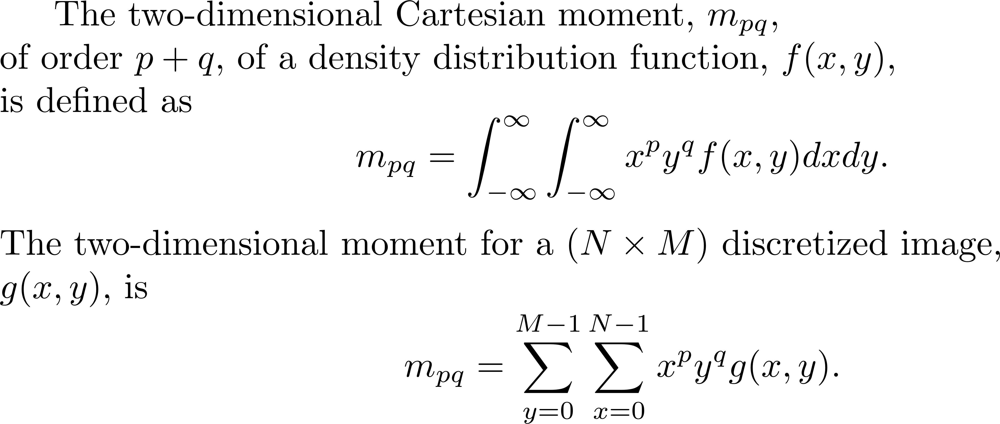 The two-dimensional Cartesian moment, $m_{pq}$,
of order $p + q$, of a density distribution function, $f(x, y)$,
is defined as
$m_{pq} = \int_{-\infty}^{\infty} \int_{-\infty}^{\infty} x^p y^q f(x, y) dx dy.$
The two-dimensional moment for a $(N \times M)$ discretized image,
$g(x, y)$, is
$m_{pq} = \sum_{y=0}^{M-1} \sum_{x=0}^{N-1} x^p y^q g(x, y).$